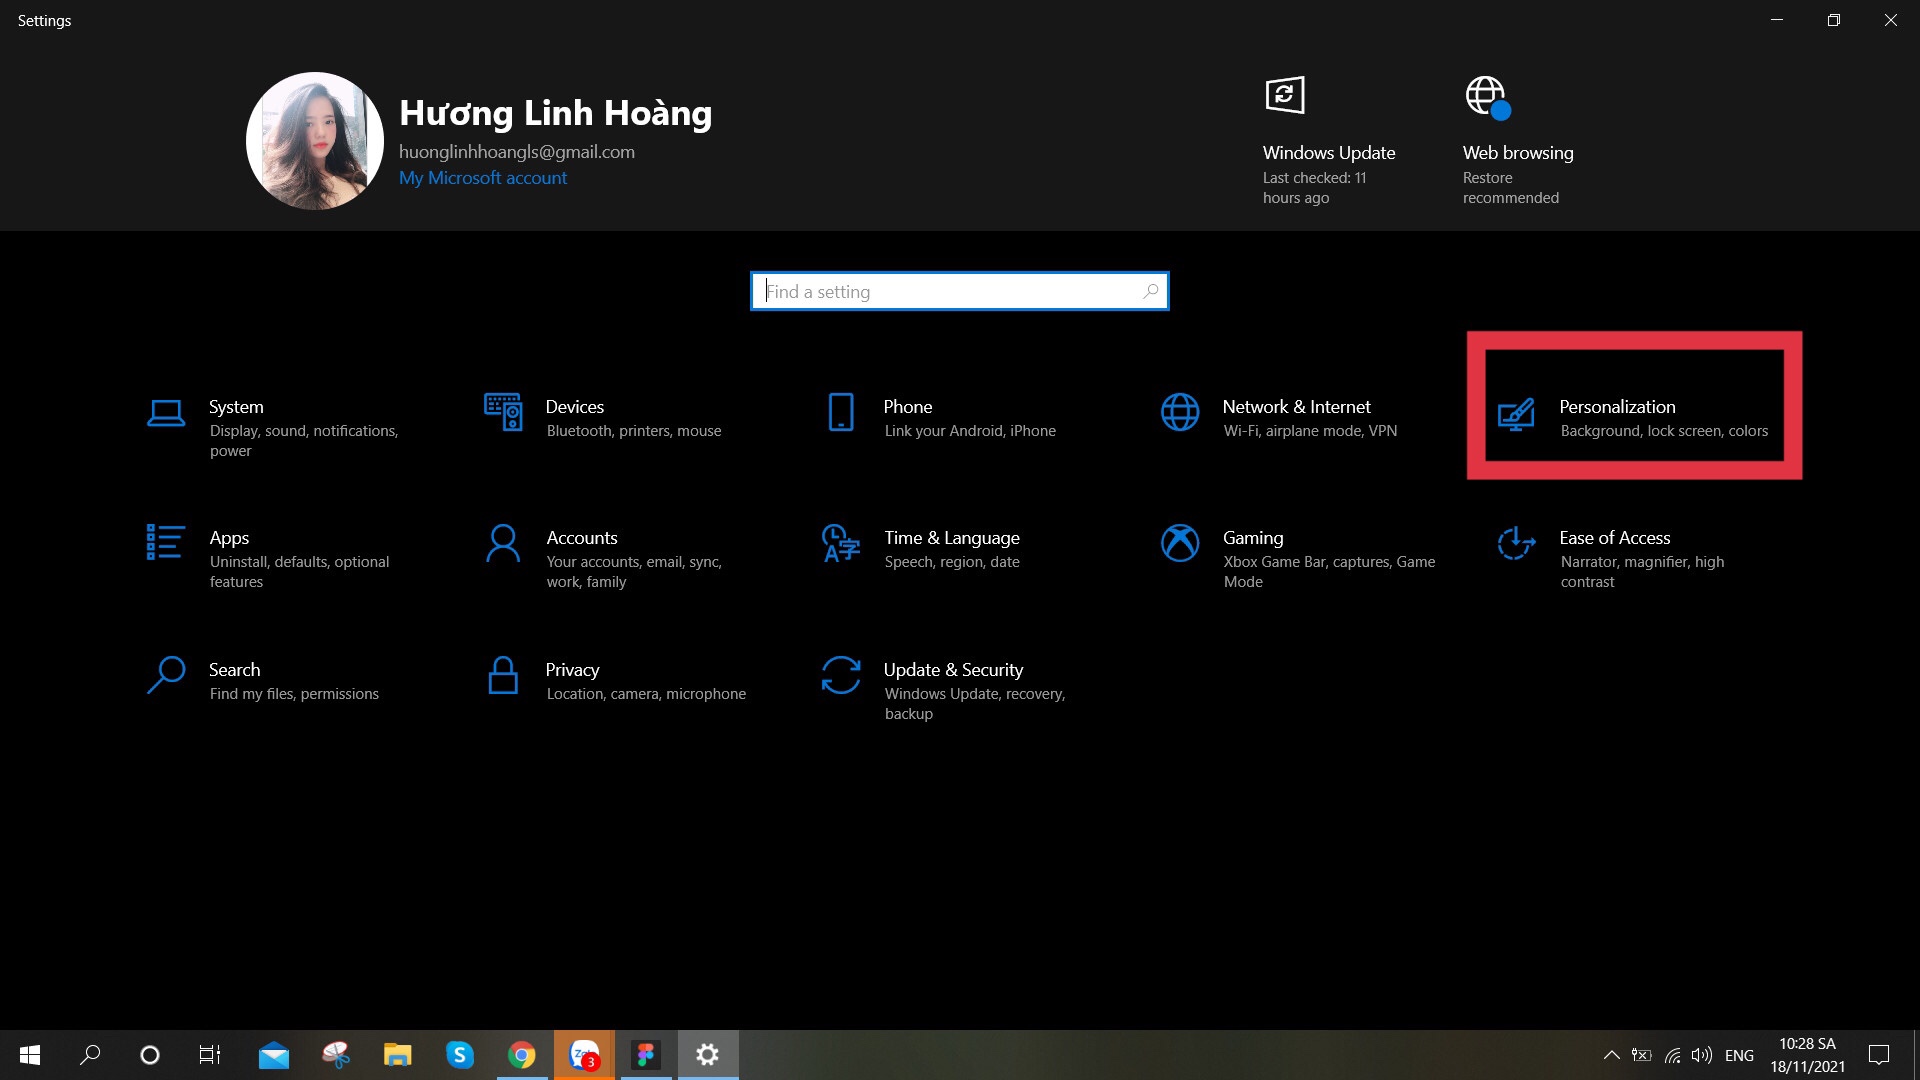 Settings
Hương Linh Hoàng
huonglinhhoangls@gmail.com
My Microsoft account
Windows Update
Last checked: 11
hours ago
Web browsing
Restore
recommended
Find a setting
System
Display, sound, notifications,
power
Devices
Bluetooth, printers, mouse
Phone
Link your Android, iPhone
Network & Internet
Wi-Fi, airplane mode, VPN
Personalization
Background, lock screen, colors
Apps
Uninstall, defaults, optional
features
Accounts
Your accounts, email, sync,
work, family
Time & Language
Speech, region, date
Gaming
Xbox Game Bar, captures, Game
Mode
Ease of Access
Narrator, magnifier, high
contrast
Search
Find my files, permissions
Privacy
Location, camera, microphone
Update & Security
Windows Update, recovery,
backup
3
ENG
10:28 SA
18/11/2021